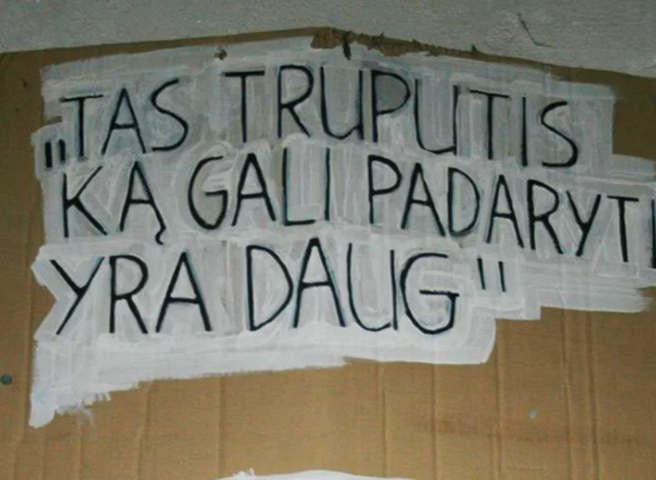 „TAS TRUPUTIS
KĄ GALI PADARYTI
YRA DAUG"